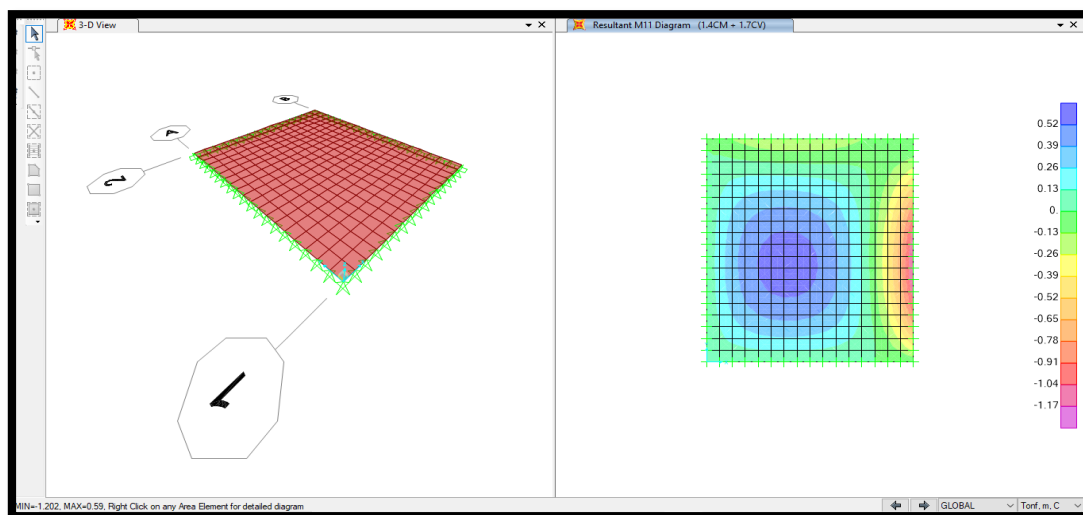 3-D View
Resultant M11 Diagram (1.4CM + 1.7CV)
B
A
2
1
0.52
0.39
0.26
0.13
0.
-0.13
-0.26
-0.39
-0.52
-0.65
-0.78
-0.91
-1.04
-1.17
MIN=-1.202, MAX=0.59, Right Click on any Area Element for detailed diagram
GLOBAL
Tonf, m, C